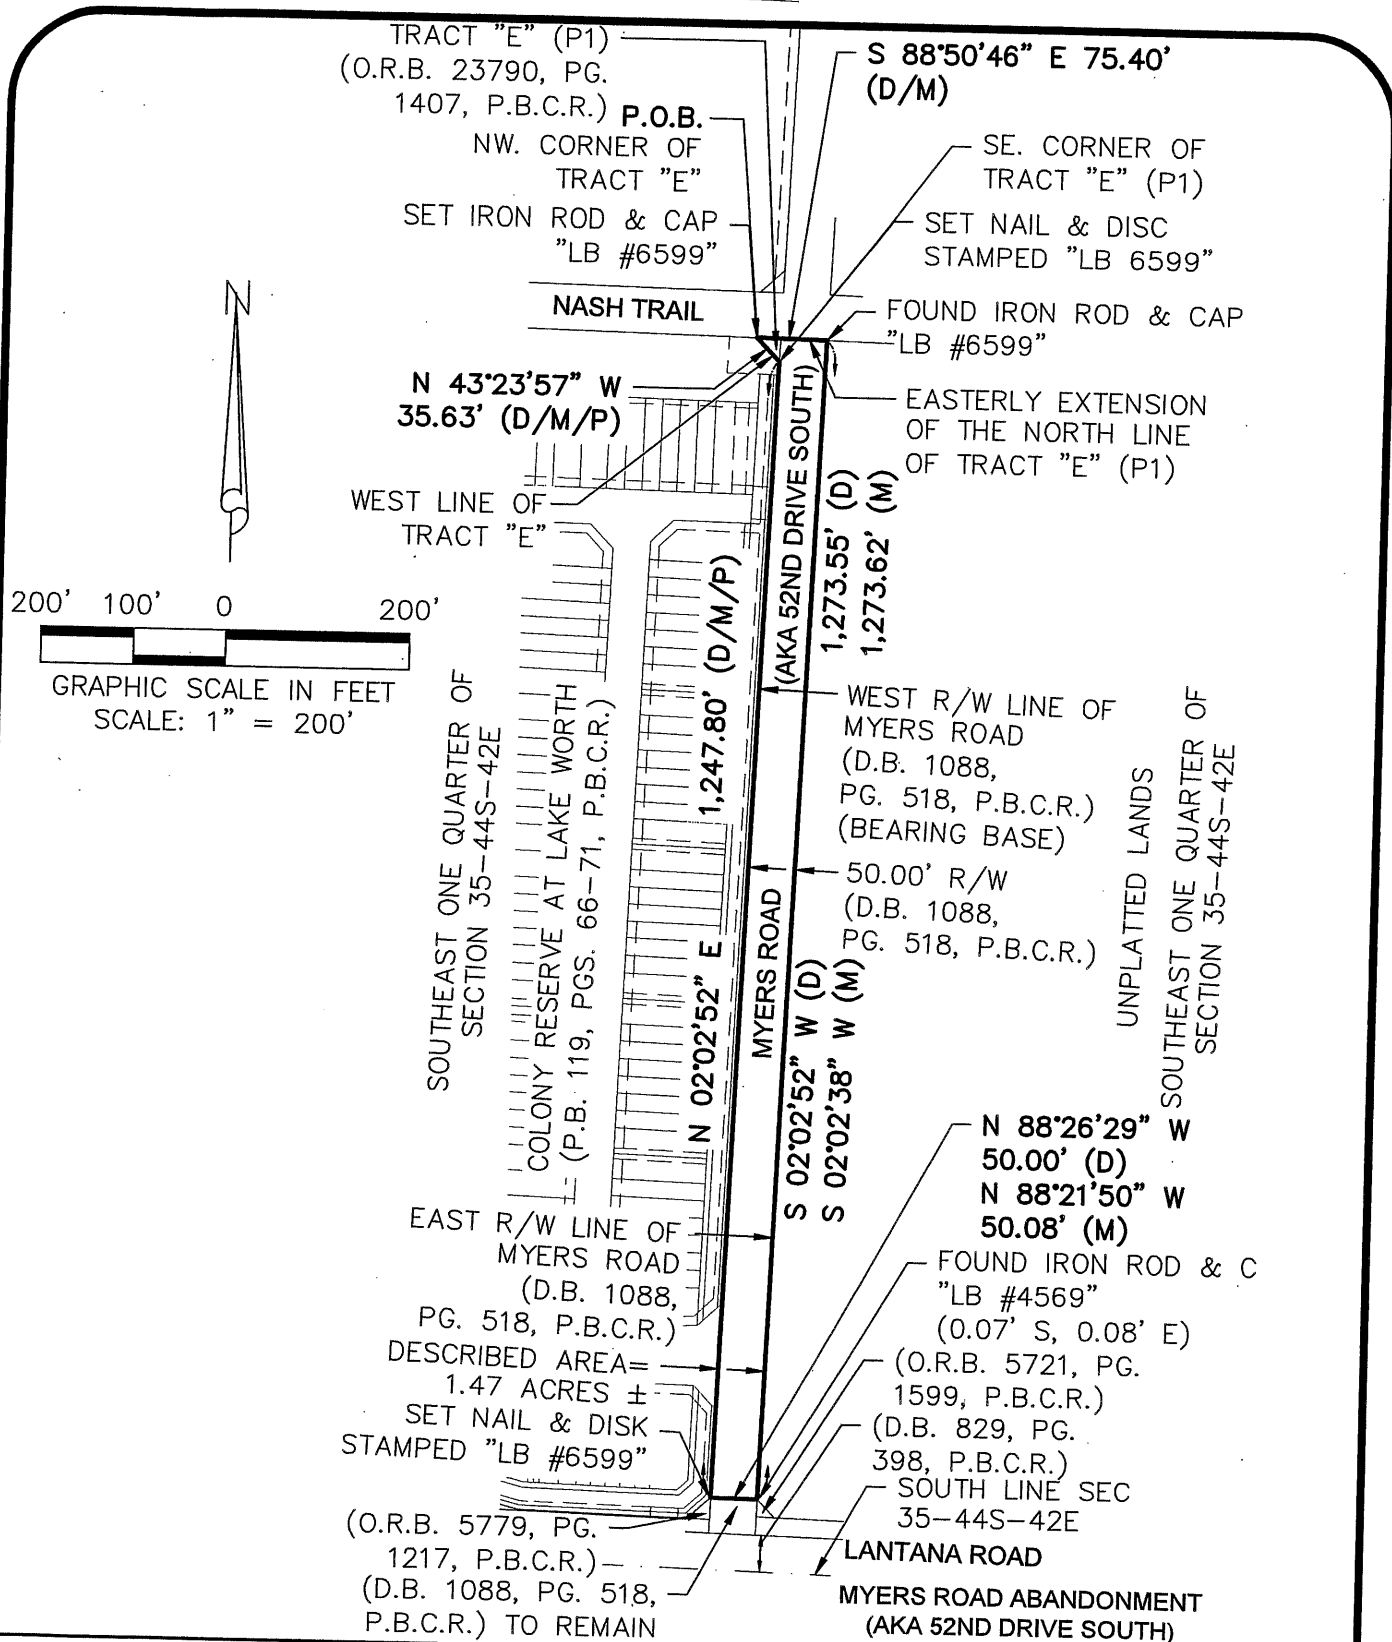 TRACT "E" (P1)
(O.R.B. 23790, PG.
1407, P.B.C.R.)
P.O.B.
NW. CORNER OF
TRACT "E"
SET IRON ROD & CAP
"LB #6599"
S 88°50'46" E 75.40'
(D/M)
SE. CORNER OF
TRACT "E" (P1)
SET NAIL & DISC
STAMPED "LB 6599"
N
NASH TRAIL
FOUND IRON ROD & CAP
"LB #6599"
N 43°23'57" W
35.63' (D/M/P)
EASTERLY EXTENSION
OF THE NORTH LINE
OF TRACT "E" (P1)
WEST LINE OF
TRACT "E"
(AKA 52ND DRIVE SOUTH)
1,273.55' (D)
1,273.62' (M)
200' 100' 0 200'
GRAPHIC SCALE IN FEET
SCALE: 1" = 200'
SOUTHEAST ONE QUARTER OF
SECTION 35-44S-42E
COLONY RESERVE AT LAKE WORTH
(P.B. 119, PGS. 66-71, P.B.C.R.)
N 02°02'52" E 1,247.80' (D/M/P)
WEST R/W LINE OF
MYERS ROAD
(D.B. 1088,
PG. 518, P.B.C.R.)
(BEARING BASE)
50.00' R/W
(D.B. 1088,
PG. 518, P.B.C.R.)
UNPLATTED LANDS
SOUTHEAST ONE QUARTER OF
SECTION 35-44S-42E
MYERS ROAD
S 02°02'52" W (D)
S 02°02'38" W (M)
N 88°26'29" W
50.00' (D)
N 88°21'50" W
50.08' (M)
EAST R/W LINE OF
MYERS ROAD
(D.B. 1088,
PG. 518, P.B.C.R.)
FOUND IRON ROD & C
"LB #4569"
(0.07' S, 0.08' E)
DESCRIBED AREA=
1.47 ACRES ±
(O.R.B. 5721, PG.
1599, P.B.C.R.)
SET NAIL & DISK
STAMPED "LB #6599"
(D.B. 829, PG.
398, P.B.C.R.)
SOUTH LINE SEC
35-44S-42E
(O.R.B. 5779, PG.
1217, P.B.C.R.)
(D.B. 1088, PG. 518,
P.B.C.R.) TO REMAIN
LANTANA ROAD
MYERS ROAD ABANDONMENT
(AKA 52ND DRIVE SOUTH)